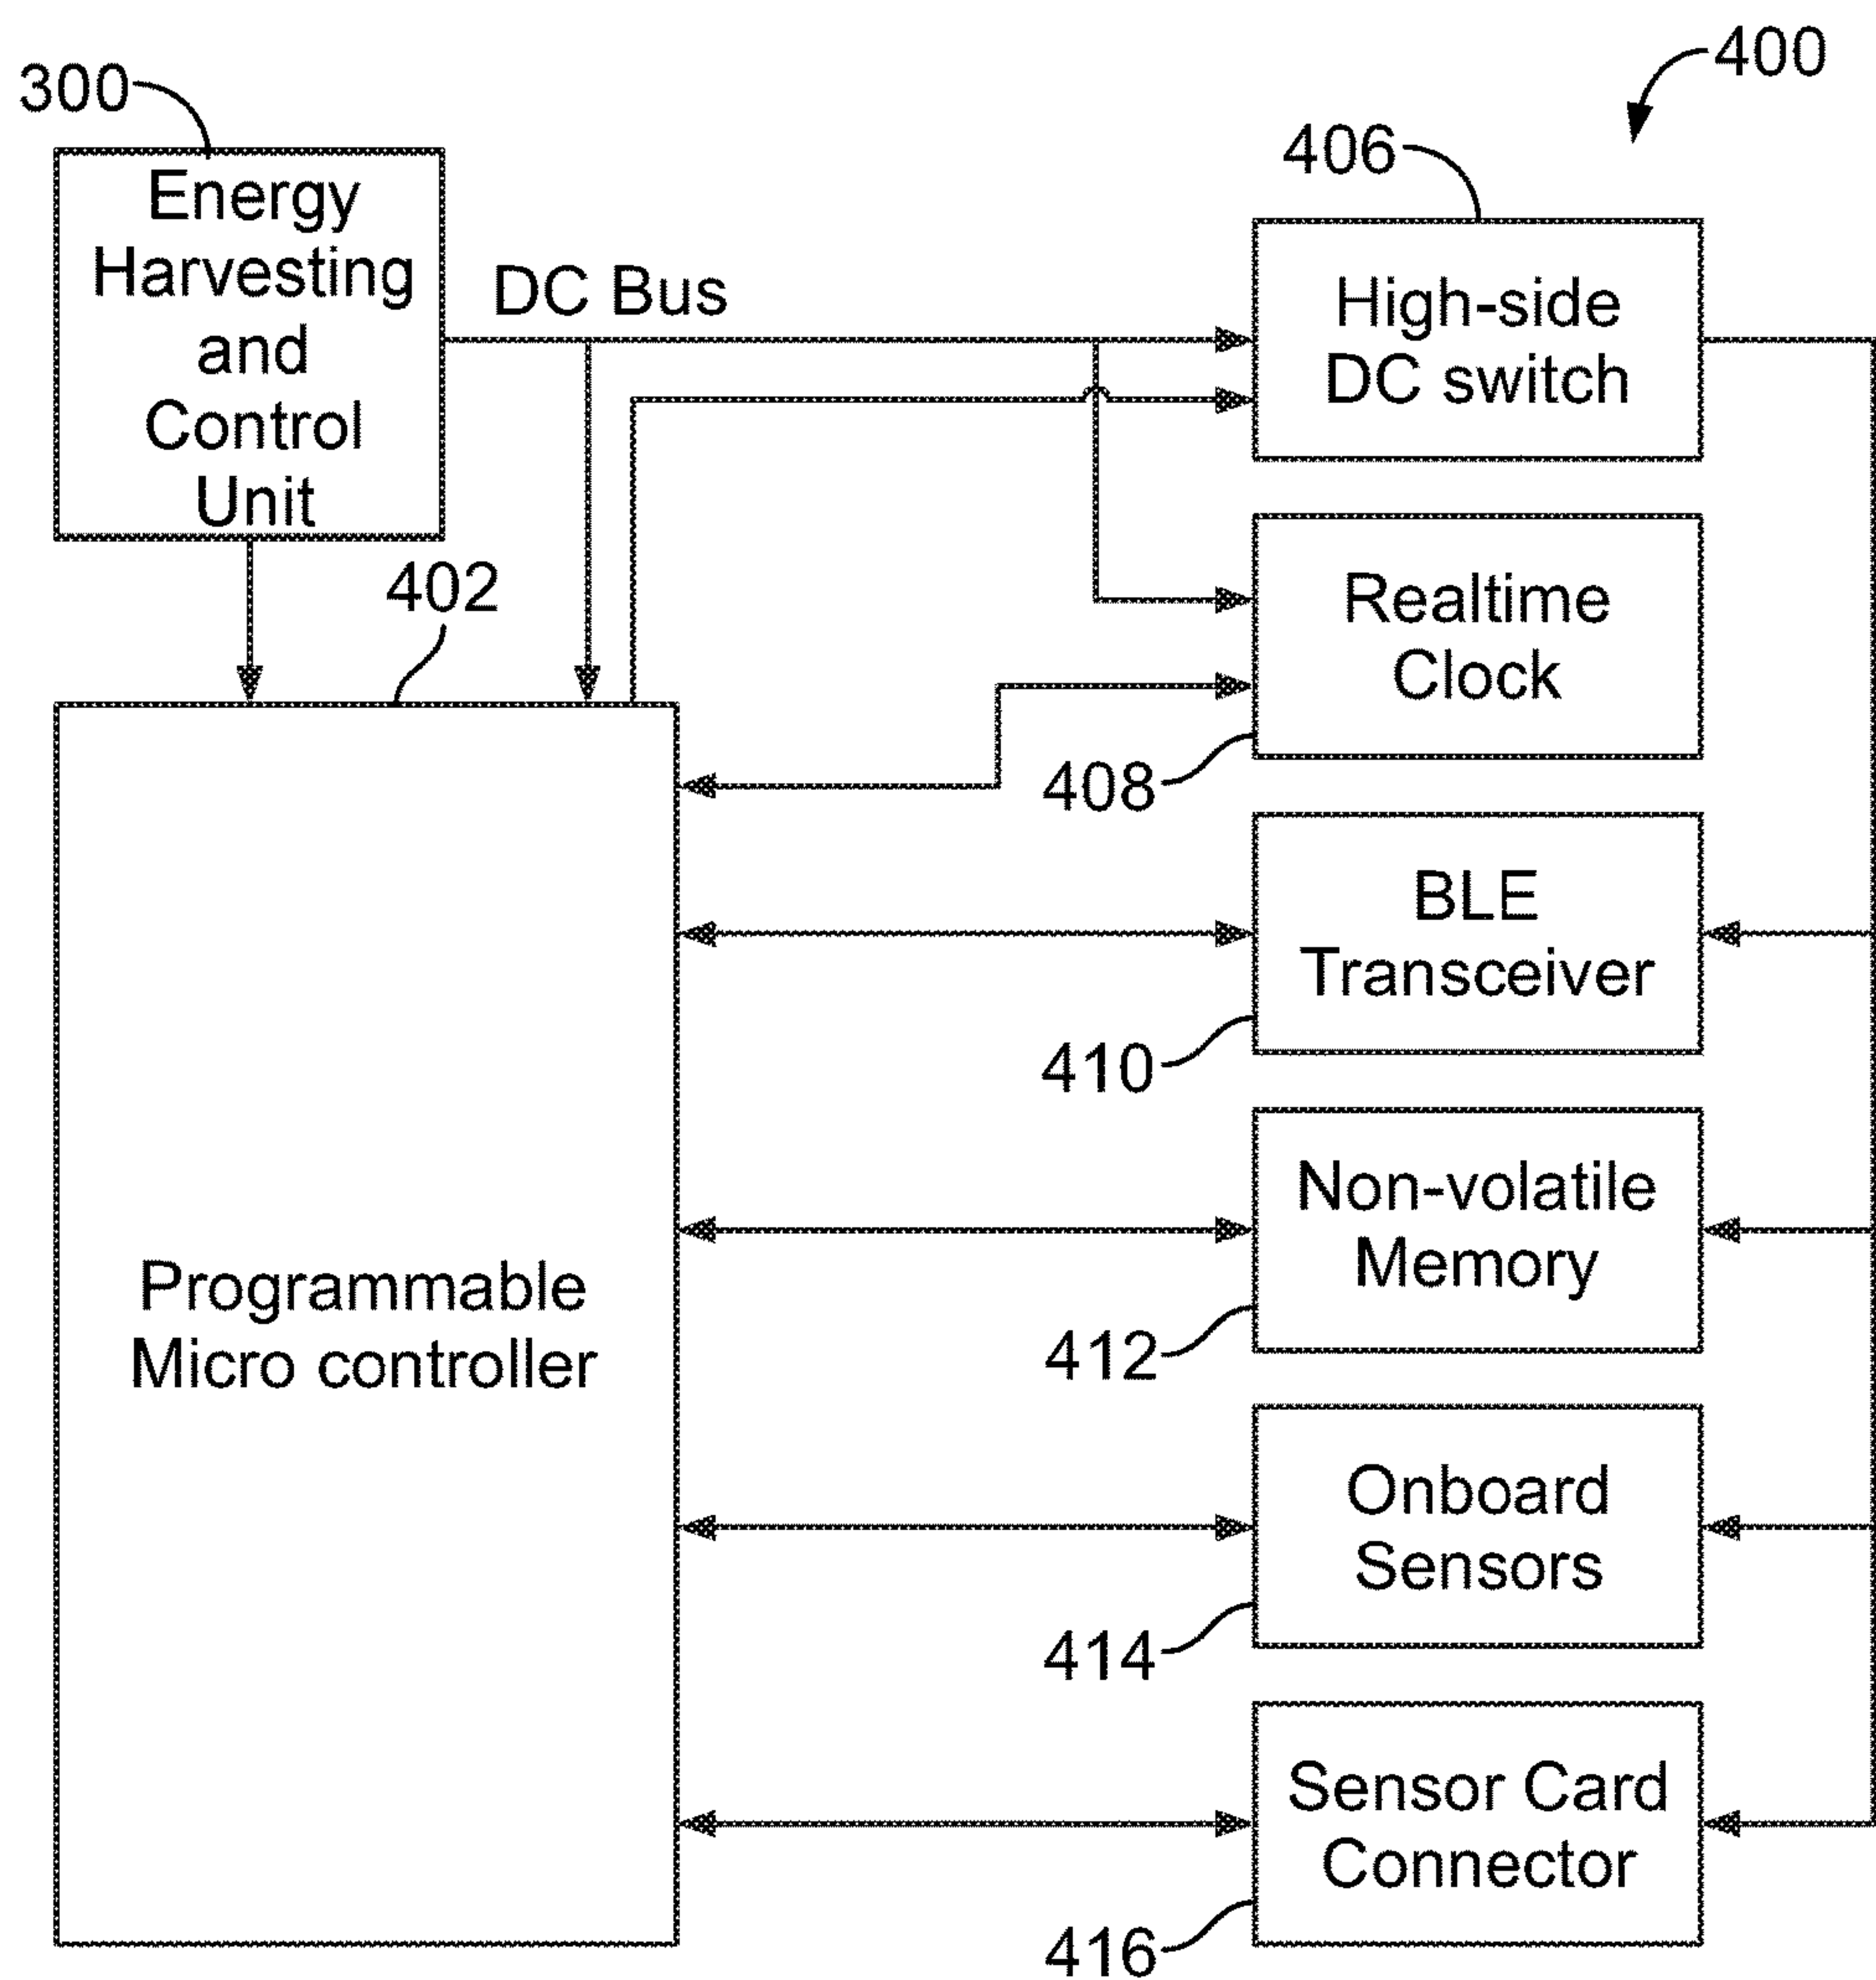 300
400
406
Energy
Harvesting
and
Control
Unit
DC Bus
High-side
DC switch
402
Realtime
Clock
408
BLE
Transceiver
410
Programmable
Micro controller
Non-volatile
Memory
412
Onboard
Sensors
414
Sensor Card
Connector
416